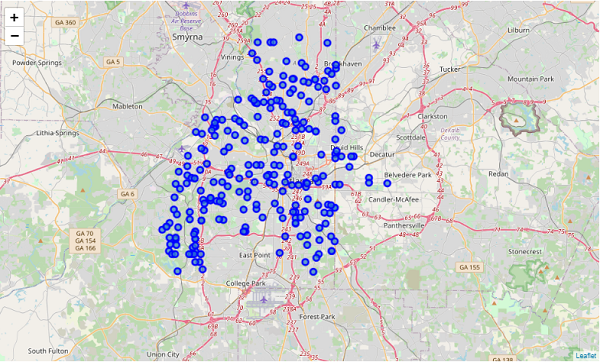 +
−
GA 360
Dobbins
Air Reserve
Base
Smyrna
Chamblee
Lilburn
Powder Springs
GA 5
Vinings
Tucker
Mountain Park
Mableton
Clarkston
Lithia Springs
Scottdale
Druid Hills
Decatur
Redan
Belvedere Park
GA 6
Candler-McAfee
Panthersville
GA 70
GA 154
GA 166
Stonecrest
East Point
GA 155
College Park
Forest Park
South Fulton
Union City
GA 138
Leaflet